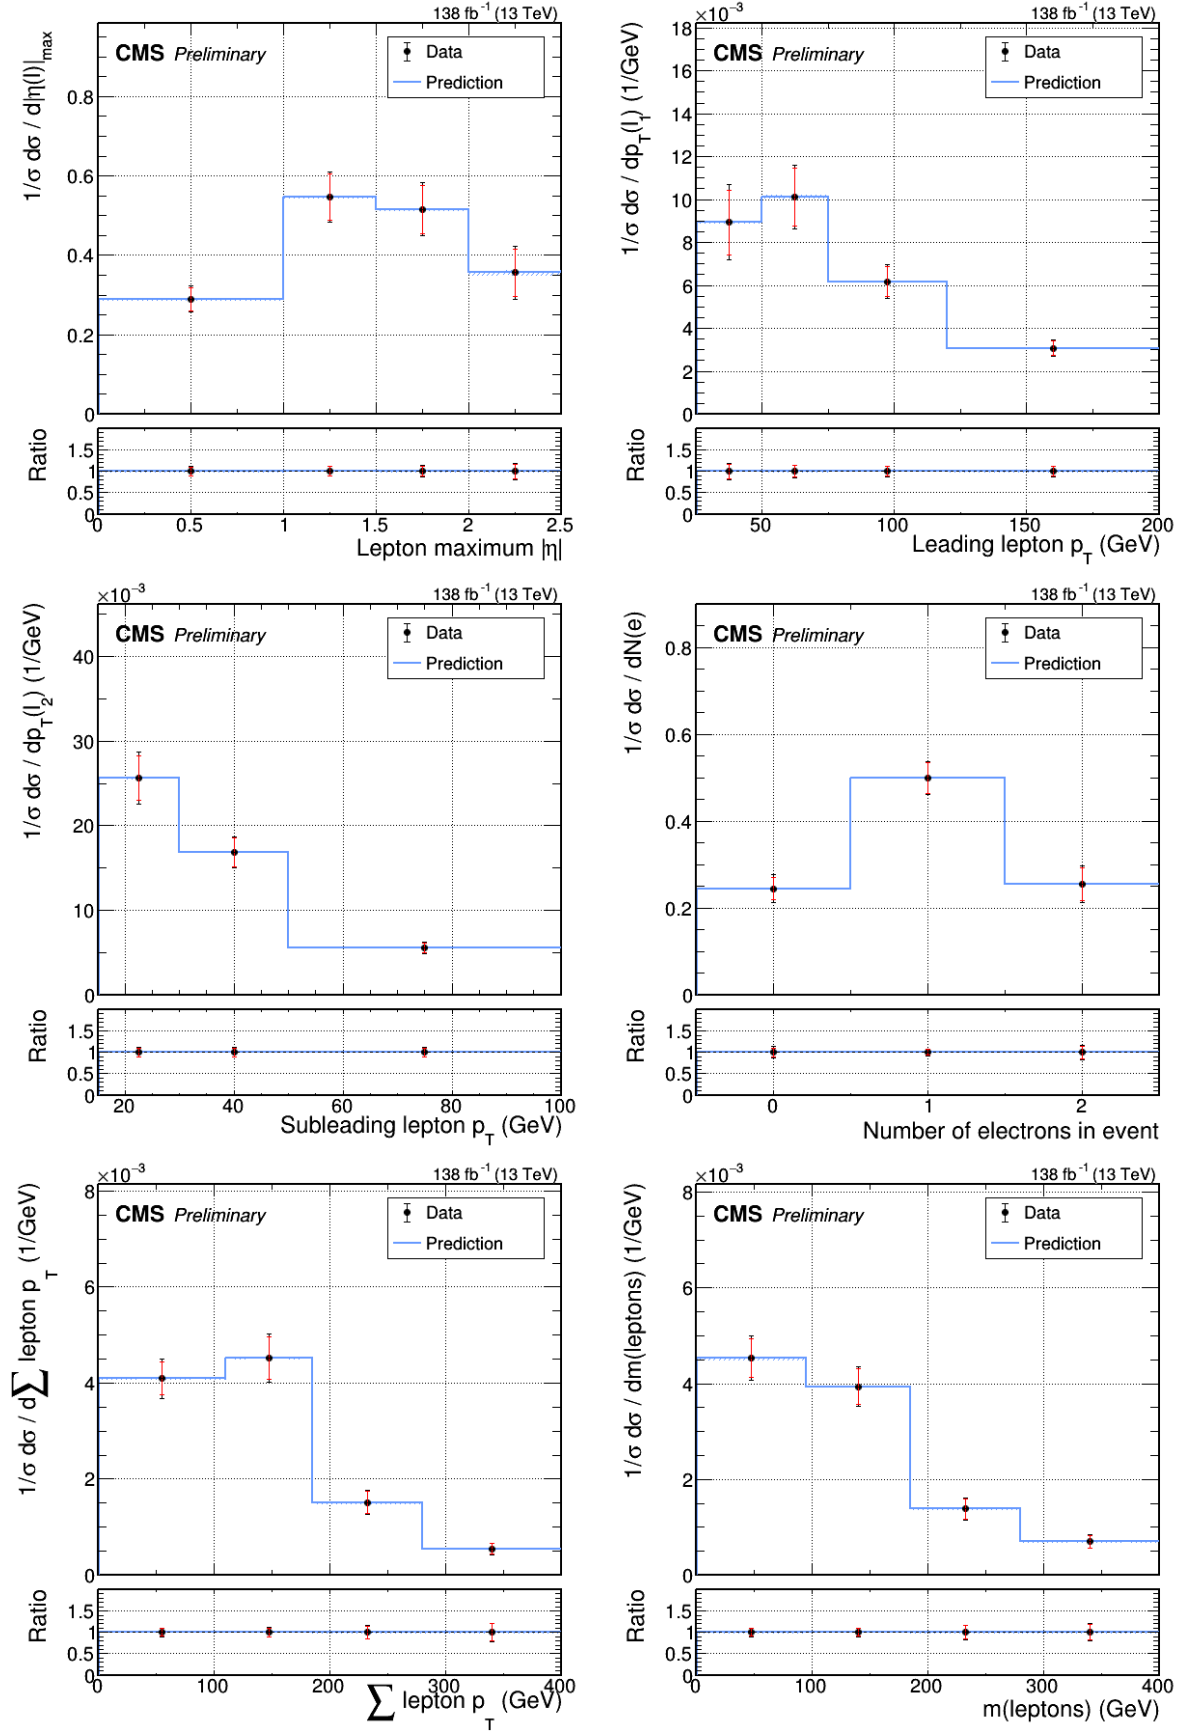 138 fb⁻¹ (13 TeV)
CMS Preliminary
Data
Prediction
1/σ dσ / d|η(l)|max
0.8
0.6
0.4
0.2
0
Ratio
1.5
1
0.5
0
0 0.5 1 1.5 2 2.5
Lepton maximum |η|
×10⁻³
138 fb⁻¹ (13 TeV)
CMS Preliminary
Data
Prediction
1/σ dσ / dp_T(l_1) (1/GeV)
18
16
14
12
10
8
6
4
2
0
Ratio
1.5
1
0.5
0
50 100 150 200
Leading lepton p_T (GeV)
×10⁻³
138 fb⁻¹ (13 TeV)
CMS Preliminary
Data
Prediction
1/σ dσ / dp_T(l_2) (1/GeV)
40
30
20
10
0
Ratio
1.5
1
0.5
0
20 40 60 80 100
Subleading lepton p_T (GeV)
138 fb⁻¹ (13 TeV)
CMS Preliminary
Data
Prediction
1/σ dσ / dN(e)
0.8
0.6
0.4
0.2
0
Ratio
1.5
1
0.5
0
0 1 2
Number of electrons in event
×10⁻³
138 fb⁻¹ (13 TeV)
CMS Preliminary
Data
Prediction
1/σ dσ / d∑ lepton p_T (1/GeV)
8
6
4
2
0
Ratio
1.5
1
0.5
0
0 100 200 300 400
∑ lepton p_T (GeV)
×10⁻³
138 fb⁻¹ (13 TeV)
CMS Preliminary
Data
Prediction
1/σ dσ / dm(leptons) (1/GeV)
8
6
4
2
0
Ratio
1.5
1
0.5
0
0 100 200 300 400
m(leptons) (GeV)